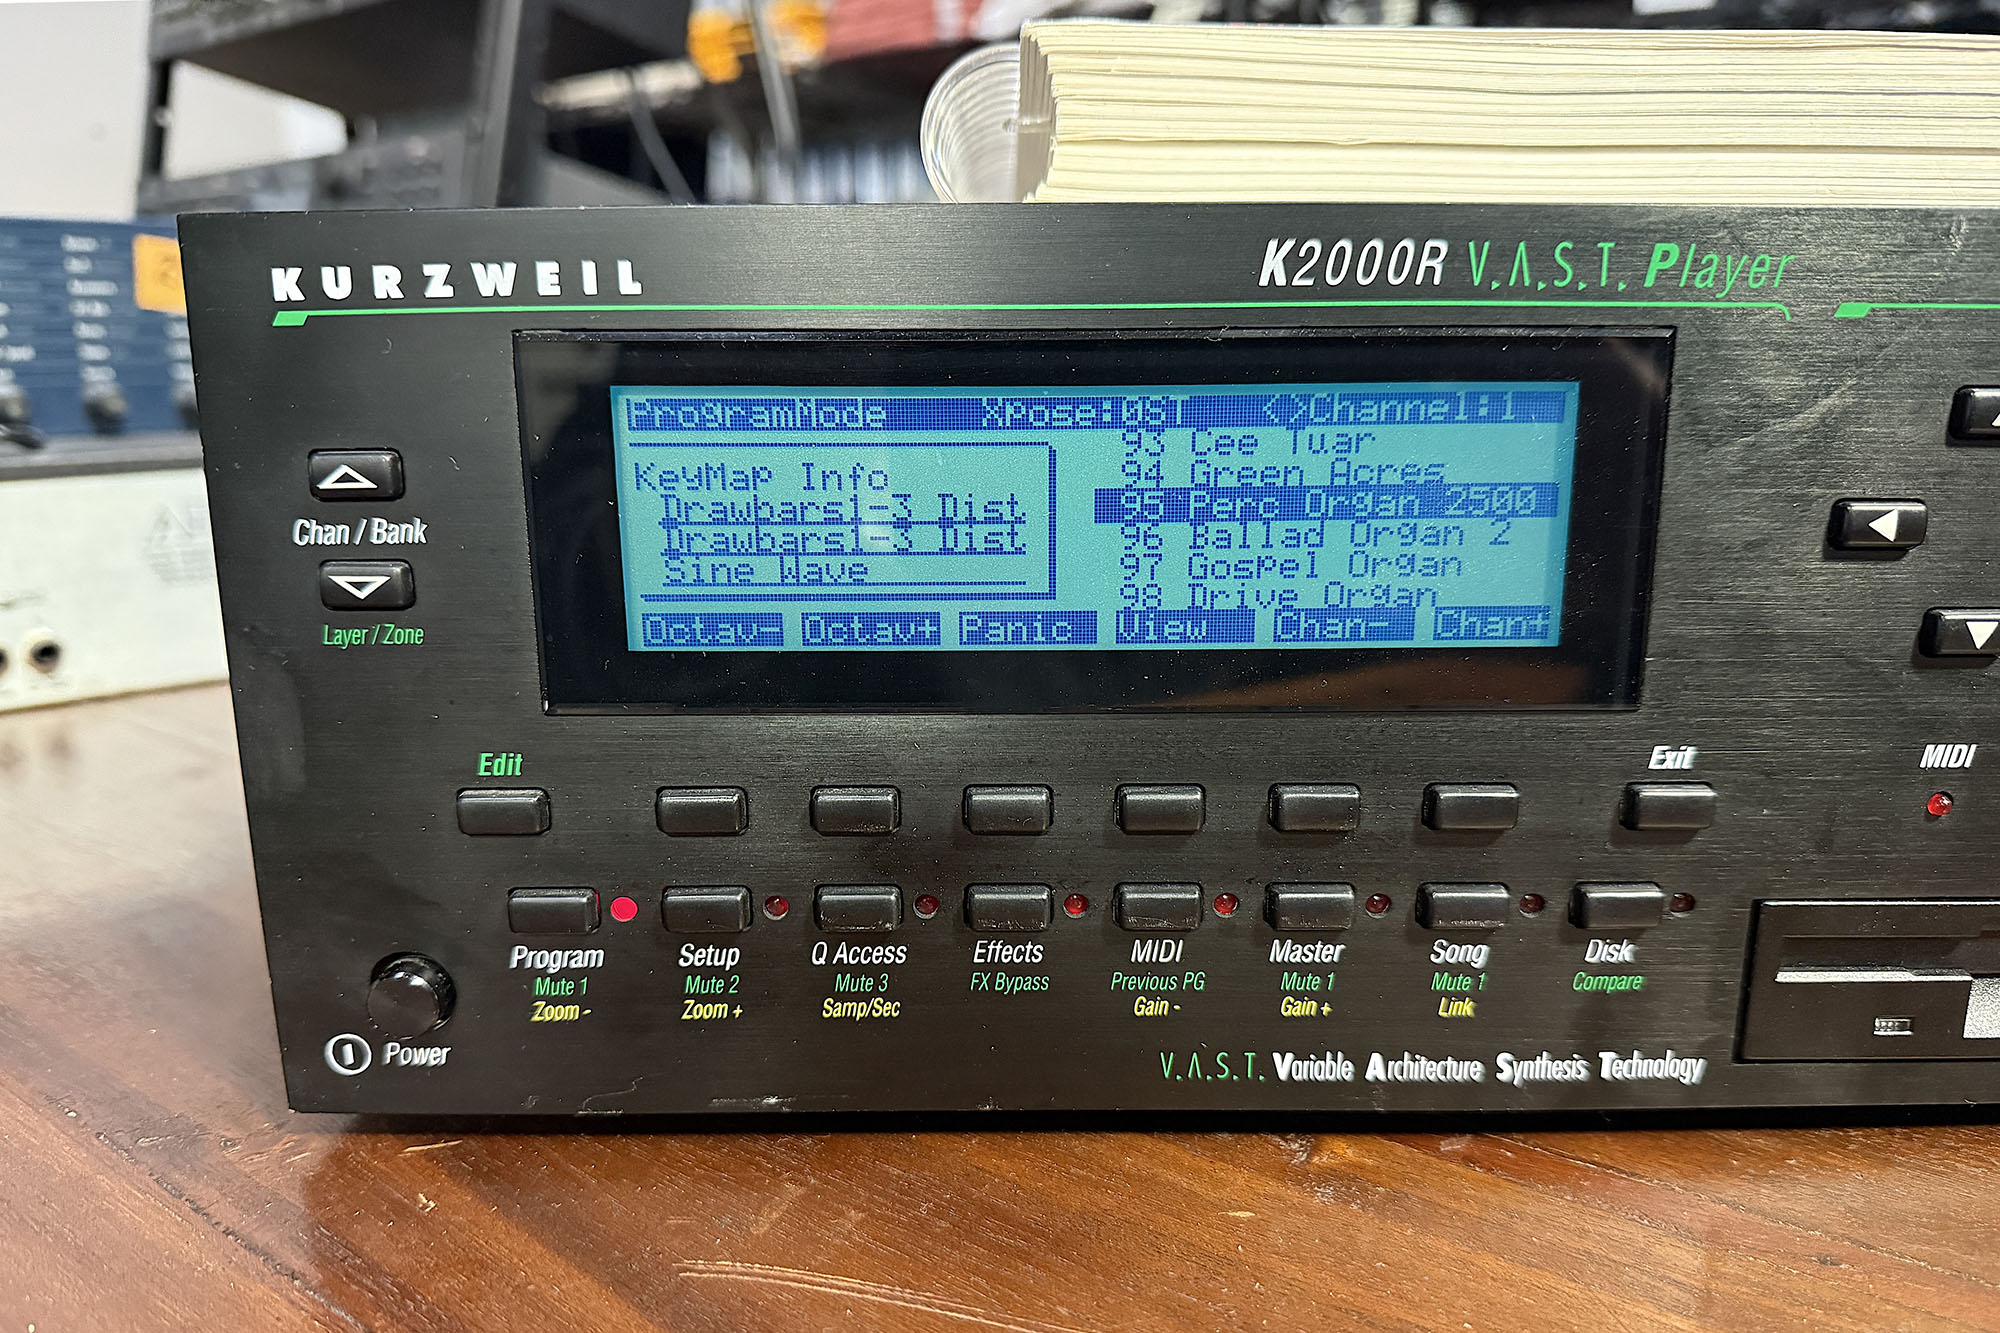 KURZWEIL
K2000R V.A.S.T. Player
ProgramMode Xpose:0ST <>Channel:1
KeyMap Info
Drawbars1-3 Dist
Drawbars1-3 Dist
Sine Wave
93 Cee Tuar
94 Green Acres
95 Perc Organ 2500
96 Ballad Organ 2
97 Gospel Organ
98 Drive Organ
Octav- Octav+ Panic View Chan- Chan+
Chan / Bank
Layer / Zone
Edit
Exit
MIDI
Program Setup Q Access Effects MIDI Master Song Disk
Mute 1 Mute 2 Mute 3 FX Bypass Previous PG Mute 1 Mute 1 Compare
Zoom - Zoom + Samp/Sec Gain - Gain + Link
Power
V.A.S.T. Variable Architecture Synthesis Technology